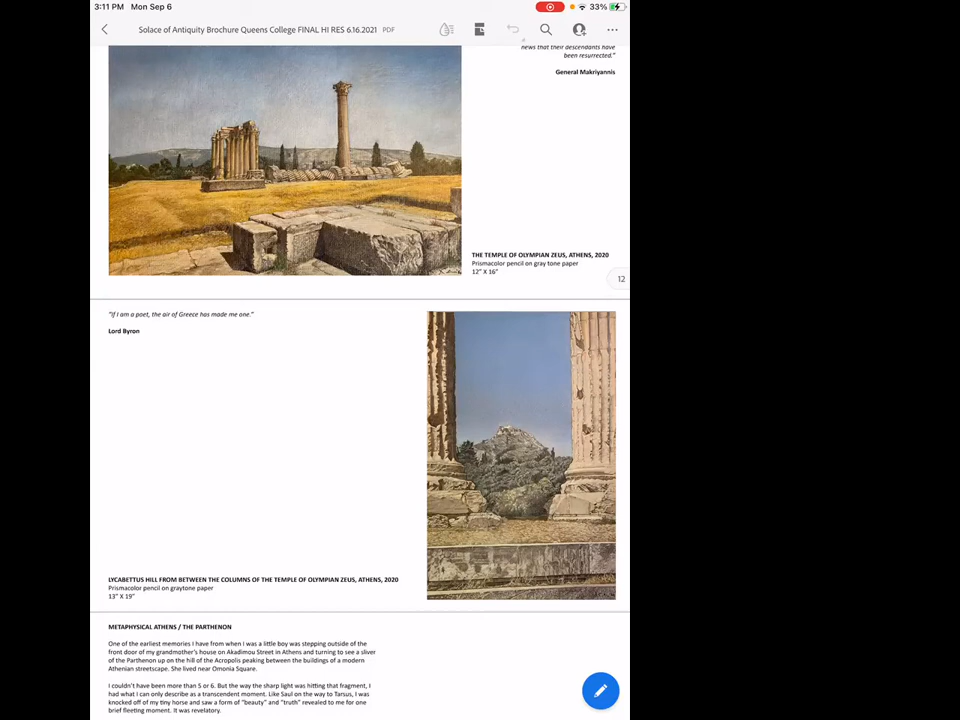 3:11 PM Mon Sep 6
33%
Solace of Antiquity Brochure Queens College FINAL HI RES 6.16.2021 PDF
news that their descendants have
been resurrected."
General Makriyannis
THE TEMPLE OF OLYMPIAN ZEUS, ATHENS, 2020
Prismacolor pencil on gray tone paper
12" X 16"
12
"If I am a poet, the air of Greece has made me one."
Lord Byron
LYCABETTUS HILL FROM BETWEEN THE COLUMNS OF THE TEMPLE OF OLYMPIAN ZEUS, ATHENS, 2020
Prismacolor pencil on graytone paper
13" X 19"
METAPHYSICAL ATHENS / THE PARTHENON
One of the earliest memories I have from when I was a little boy was stepping outside of the
front door of my grandmother's house on Akadimou Street in Athens and turning to see a sliver
of the Parthenon up on the hill of the Acropolis peaking between the buildings of a modern
Athenian streetscape. She lived near Omonia Square.
I couldn't have been more than 5 or 6. But the way the sharp light was hitting that fragment, I
had what I can only describe as a transcendent moment. Like Saul on the way to Tarsus, I was
knocked off of my tiny horse and saw a form of "beauty" and "truth" revealed to me for one
brief fleeting moment. It was revelatory.